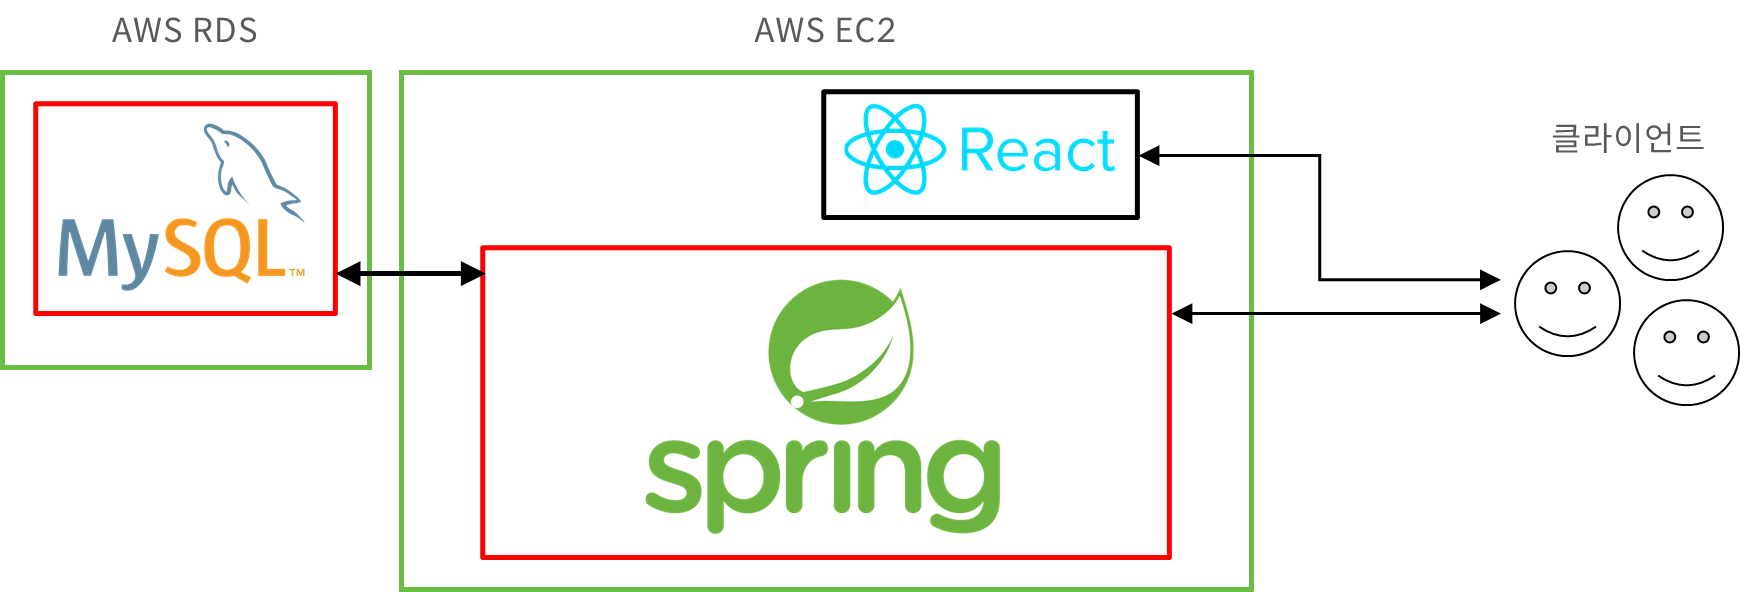 AWS RDS
AWS EC2
MySQL™
React
클라이언트
spring